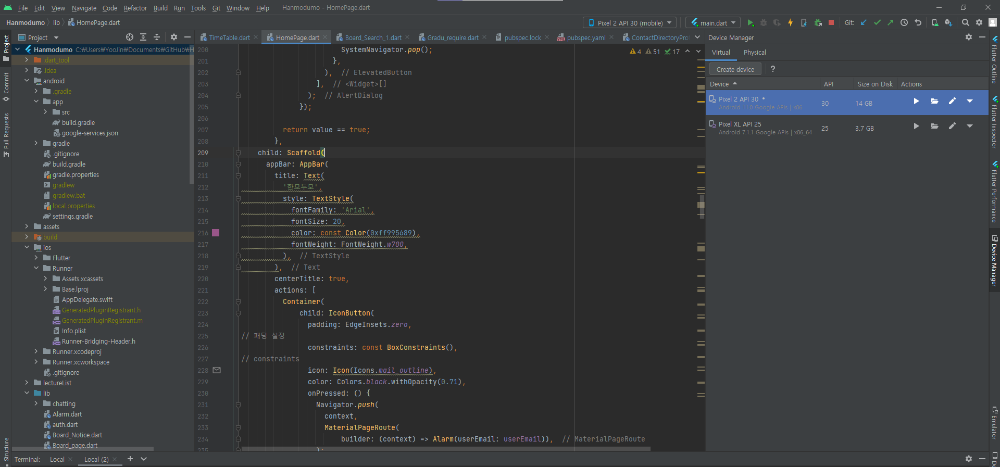 File Edit View Navigate Code Refactor Build Run Tools Git Window Help Hanmodumo - HomePage.dart
Hanmodumo lib HomePage.dart Pixel 2 API 30 (mobile) main.dart Git:
Project
TimeTable.dart HomePage.dart Board_Search_1.dart Gradu_require.dart pubspec.lock pubspec.yaml ContactDirectoryPro
Device Manager
Project
Commit
Pull Requests
Structure
Hanmodumo C:₩Users₩YooJin₩Documents₩GitHub₩H
.dart_tool
.idea
android
.gradle
app
src
build.gradle
google-services.json
gradle
.gitignore
build.gradle
gradle.properties
gradlew
gradlew.bat
local.properties
settings.gradle
assets
build
ios
Flutter
Runner
Assets.xcassets
Base.lproj
AppDelegate.swift
GeneratedPluginRegistrant.h
GeneratedPluginRegistrant.m
Info.plist
Runner-Bridging-Header.h
Runner.xcodeproj
Runner.xcworkspace
.gitignore
lectureList
lib
chatting
Alarm.dart
auth.dart
Board_Notice.dart
Board_page.dart
4 51 17
200 SystemNavigator.pop();
201 },
202 ), // ElevatedButton
203 ], // <Widget>[]
204 ); // AlertDialog
205 });
206
207 return value == true;
208 },
209 child: Scaffold(
210 appBar: AppBar(
211 title: Text(
212 '한모두모',
213 style: TextStyle(
214 fontFamily: 'Arial',
215 fontSize: 20,
216 color: const Color(0xff995689),
217 fontWeight: FontWeight.w700,
218 ), // TextStyle
219 ), // Text
220 centerTitle: true,
221 actions: [
222 Container(
223 child: IconButton(
224 padding: EdgeInsets.zero,
225 // 패딩 설정
226 constraints: const BoxConstraints(),
227 // constraints
228 icon: Icon(Icons.mail_outline),
229 color: Colors.black.withOpacity(0.71),
230 onPressed: () {
231 Navigator.push(
232 context,
233 MaterialPageRoute(
234 builder: (context) => Alarm(userEmail: userEmail)), // MaterialPageRoute
235 );
Virtual Physical
Create device ?
Device API Size on Disk Actions
Pixel 2 API 30 •
Android 11.0 Google APIs | x86
30 14 GB
Pixel XL API 25
Android 7.1.1 Google APIs | x86_64
25 3.7 GB
Flutter Outline
Flutter Inspector
Flutter Performance
Device Manager
Emulator
Terminal: Local Local (2)